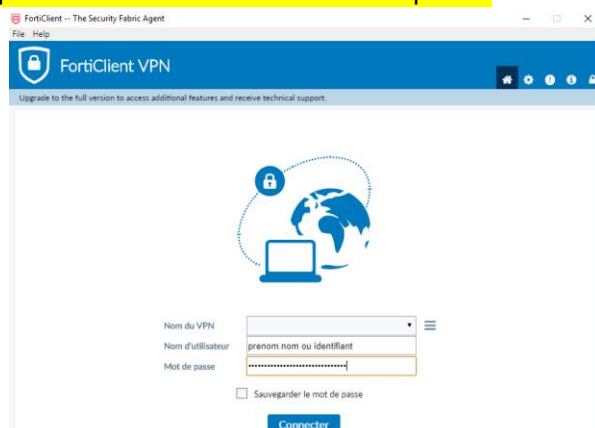 FortiClient -- The Security Fabric Agent
File Help
FortiClient VPN
Upgrade to the full version to access additional features and receive technical support.
Nom du VPN
Nom d'utilisateur prenom.nom ou identifiant
Mot de passe ••••••••••••••••••••••••••••••
Sauvegarder le mot de passe
Connecter